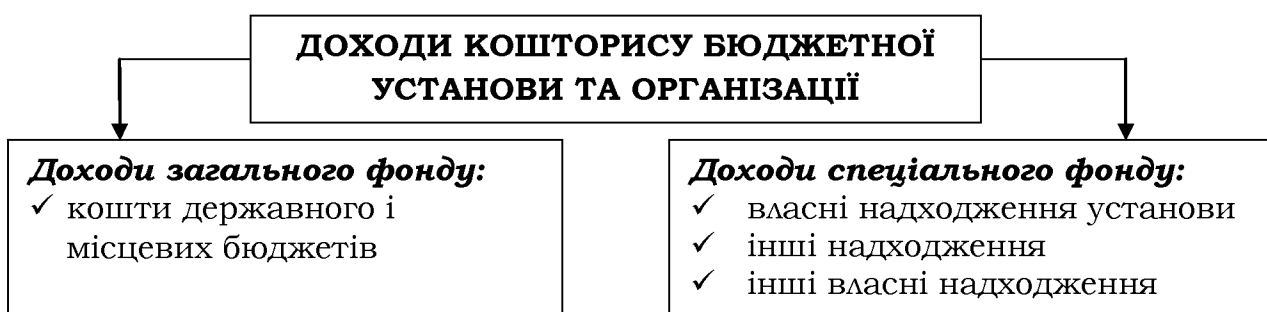 ДОХОДИ КОШТОРИСУ БЮДЖЕТНОЇ
УСТАНОВИ ТА ОРГАНІЗАЦІЇ
Доходи загального фонду:
✓ кошти державного і
місцевих бюджетів
Доходи спеціального фонду:
✓ власні надходження установи
✓ інші надходження
✓ інші власні надходження